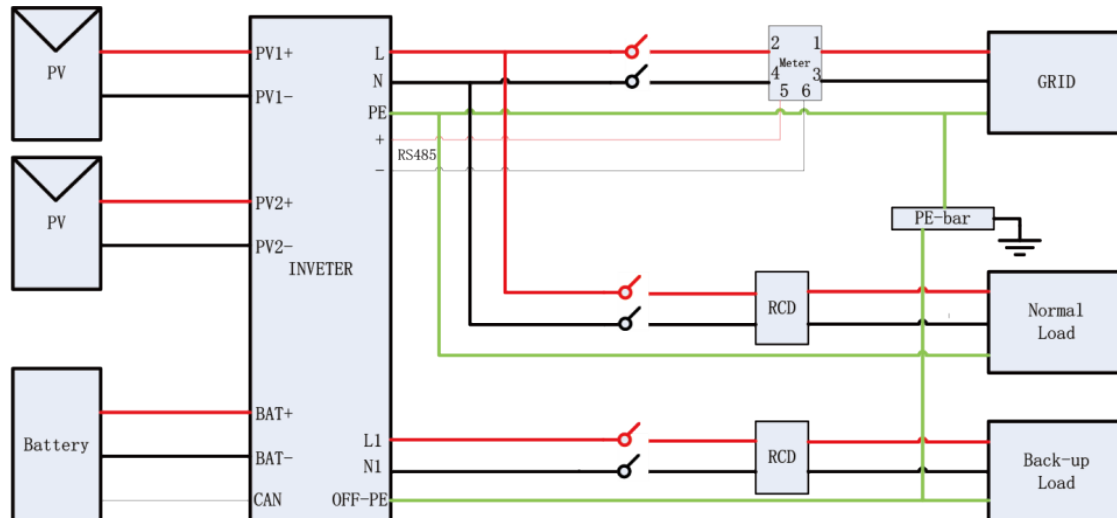 PV
PV1+
PV1-
PV
PV2+
PV2-
INVETER
Battery
BAT+
BAT-
CAN
L
N
PE
+
RS485
-
L1
N1
OFF-PE
2
1
Meter
4
3
5 6
GRID
PE-bar
RCD
Normal
Load
RCD
Back-up
Load